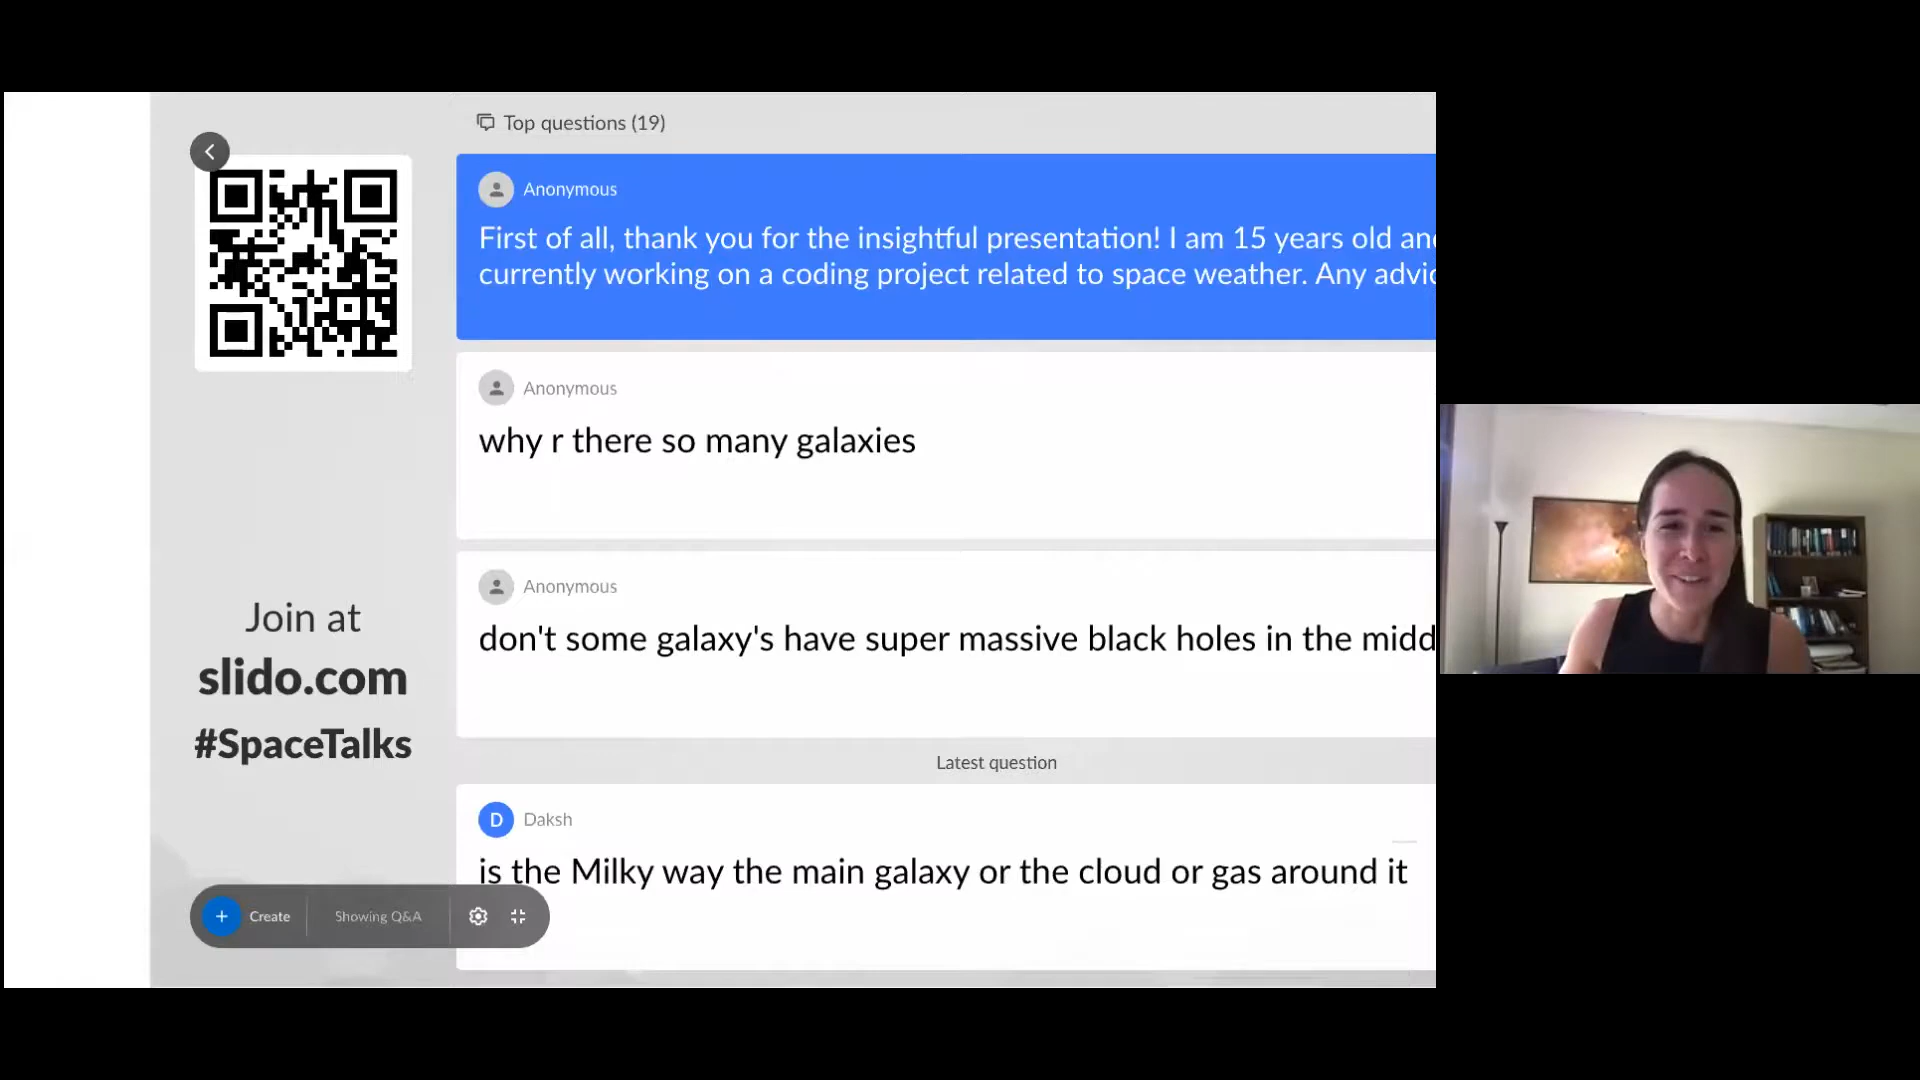 Top questions (19)
Anonymous
First of all, thank you for the insightful presentation! I am 15 years old
currently working on a coding project related to space weather. Any
Anonymous
why r there so many galaxies
Anonymous
don't some galaxy's have super massive black holes in the
Join at
slido.com
#SpaceTalks
Latest question
D Daksh
is the Milky way the main galaxy or the cloud or gas around it
+ Create
Showing Q&A